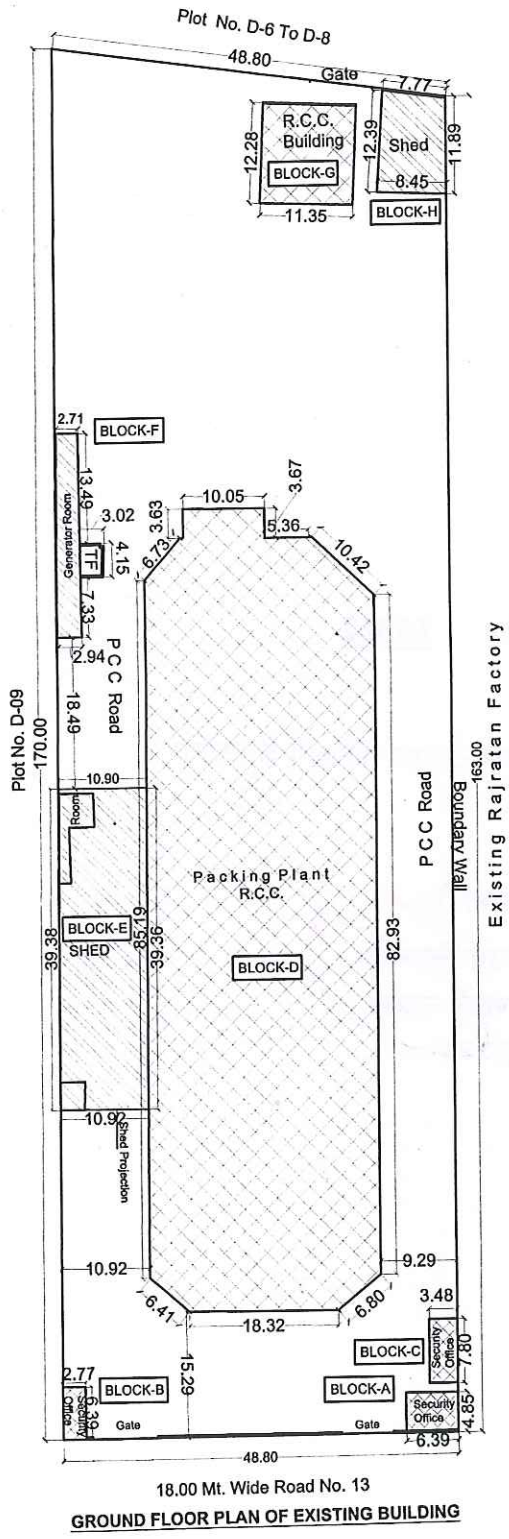 Plot No. D-6 To D-8
48.80
Gate
7.77
R.C.C.
Building
BLOCK-G
12.28
11.35
12.39
Shed
11.89
8.45
BLOCK-H
2.71
BLOCK-F
13.49
Generator Room
3.02
TF
4.15
7.33
2.94
18.49
PCC Road
10.05
3.63
3.67
5.36
6.73
10.42
Plot No. D-09
170.00
10.90
Room
BLOCK-E
SHED
39.38
85.19
39.36
Packing Plant
R.C.C.
BLOCK-D
82.93
PCC Road
Boundary Wall
163.00
Existing Rajratan Factory
10.92
Shed Projection
10.92
9.29
6.41
18.32
6.80
3.48
BLOCK-C
Security
Office
7.80
2.77
BLOCK-B
15.29
BLOCK-A
Security
Office
6.39
Gate
Gate
Security
Office
4.85
6.39
48.80
18.00 Mt. Wide Road No. 13
GROUND FLOOR PLAN OF EXISTING BUILDING